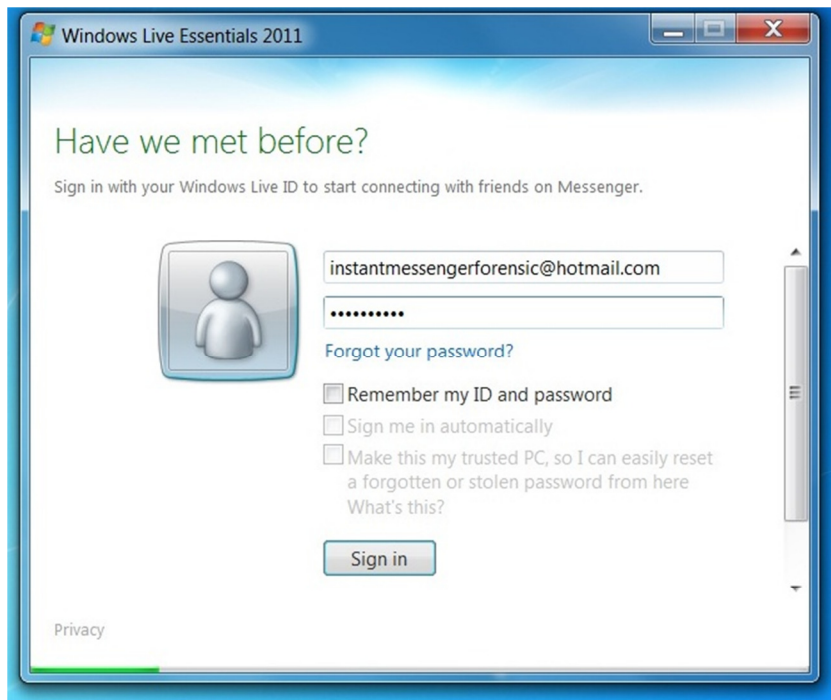 Windows Live Essentials 2011
Have we met before?
Sign in with your Windows Live ID to start connecting with friends on Messenger.
instantmessengerforensic@hotmail.com
••••••••••
Forgot your password?
Remember my ID and password
Sign me in automatically
Make this my trusted PC, so I can easily reset
a forgotten or stolen password from here
What's this?
Sign in
Privacy